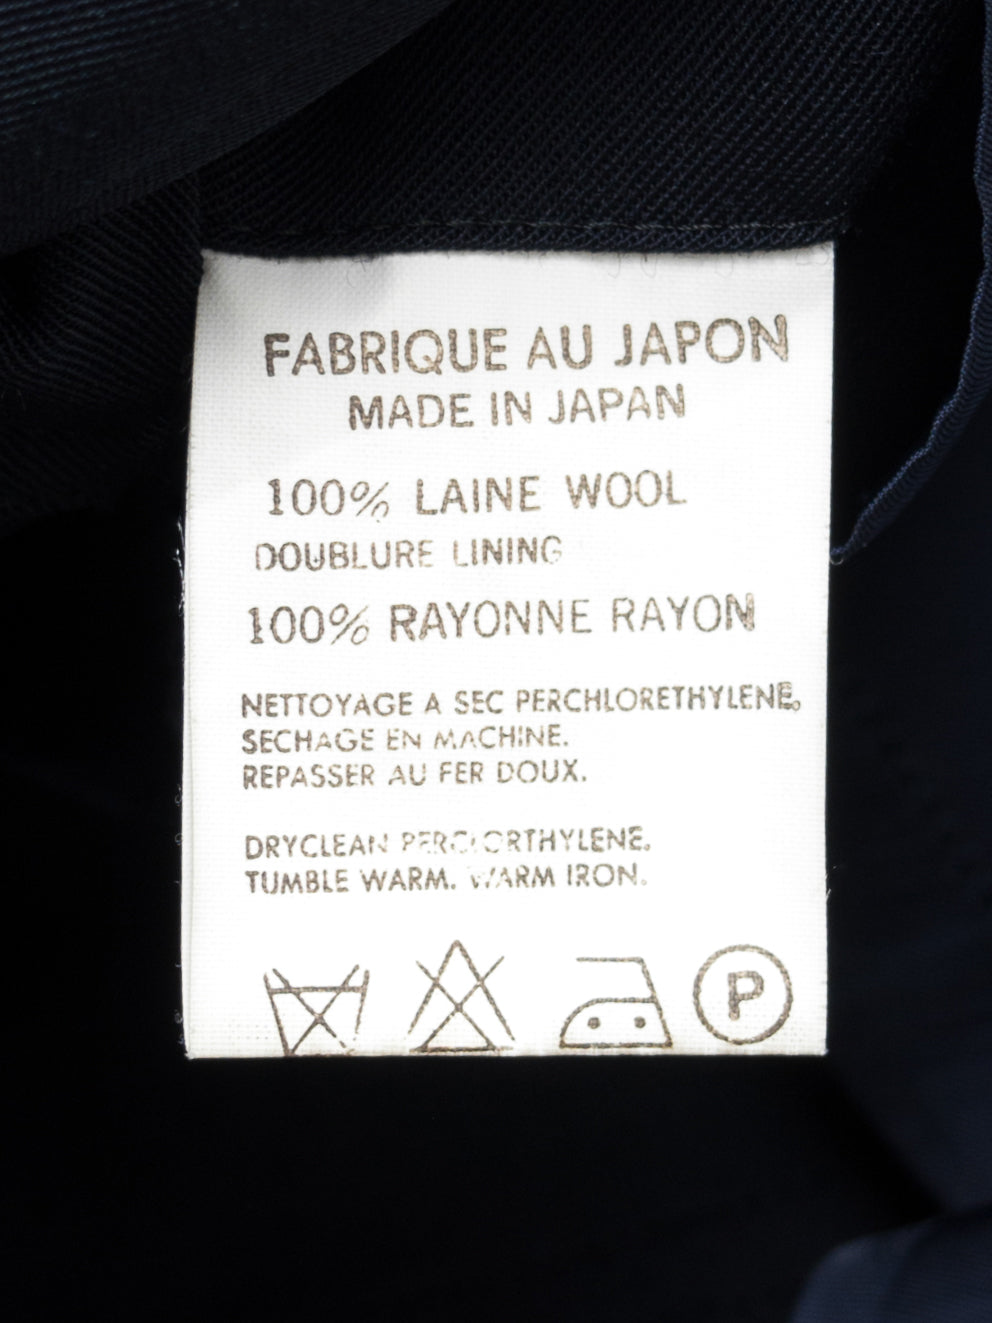 FABRIQUE AU JAPON
MADE IN JAPAN
100% LAINE WOOL
DOUBLURE LINING
100% RAYONNE RAYON
NETTOYAGE A SEC PERCHLORETHYLENE,
SECHAGE EN MACHINE.
REPASSER AU FER DOUX.
DRYCLEAN PERCLORTHYLENE.
TUMBLE WARM. WARM IRON.
P